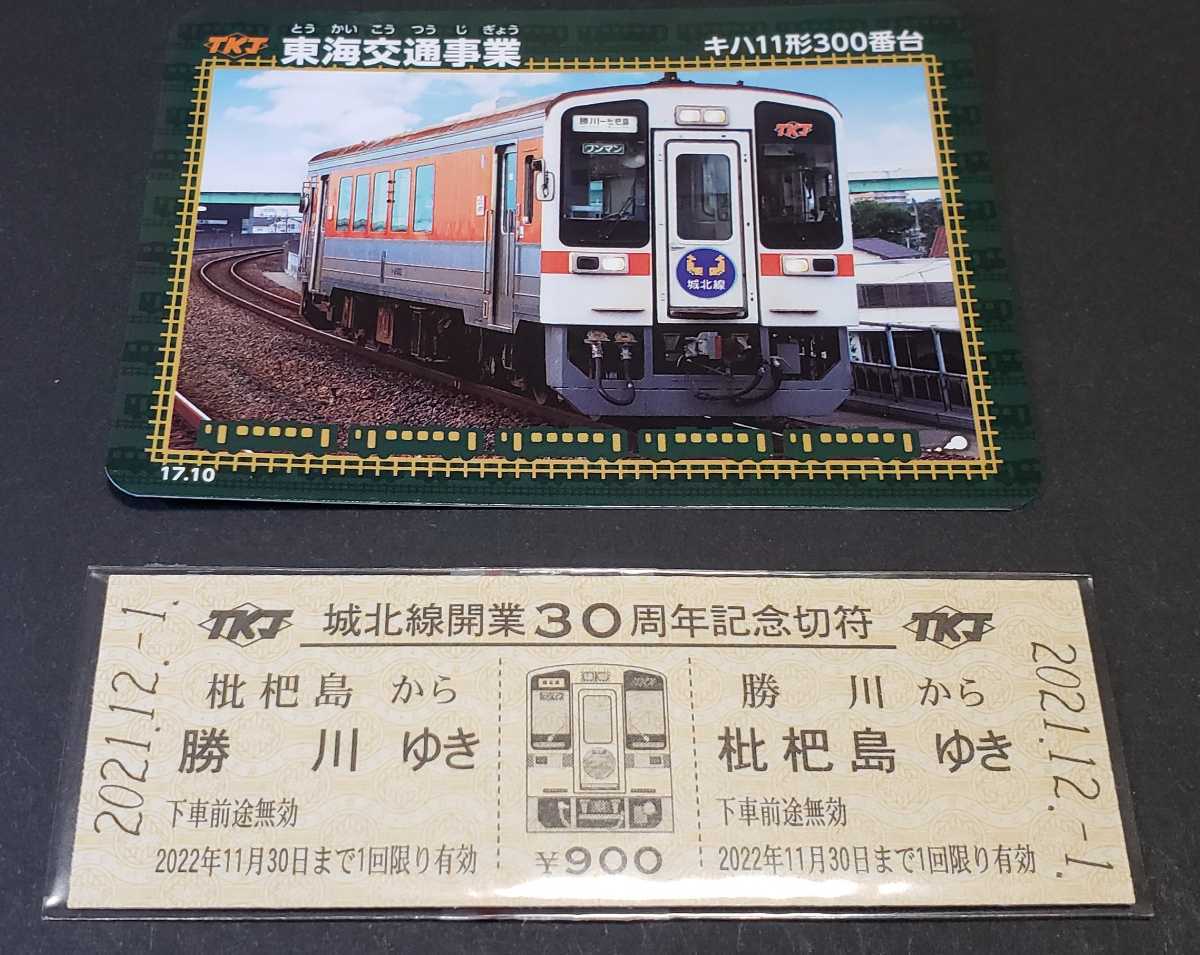 とうかいこうつうじぎょう
TKJ 東海交通事業 キハ11形300番台
勝川-枇杷島
TKJ
ワンマン
城北線
17.10
TKJ 城北線開業30周年記念切符 TKJ
2021.12.-1.
枇杷島 から
勝川 ゆき
下車前途無効
2022年11月30日まで1回限り有効
¥900
勝川 から
枇杷島 ゆき
下車前途無効
2022年11月30日まで1回限り有効
2021.12.-1.